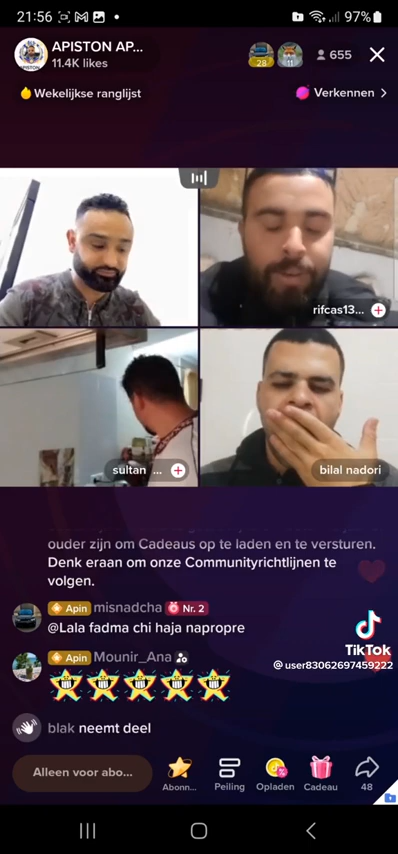 21:56
97%
APISTON AP...
11.4K likes
28
11
655
Wekelijkse ranglijst
Verkennen
rifcas13...
sultan ...
bilal nadori
ouder zijn om Cadeaus op te laden en te versturen.
Denk eraan om onze Communityrichtlijnen te
volgen.
Apin misnadcha Nr. 2
@Lala fadma chi haja napropre
TikTok
@user83062697459222
Apin Mounir_Ana
blak neemt deel
Alleen voor abo...
Abonn...
Peiling
Opladen
Cadeau
48